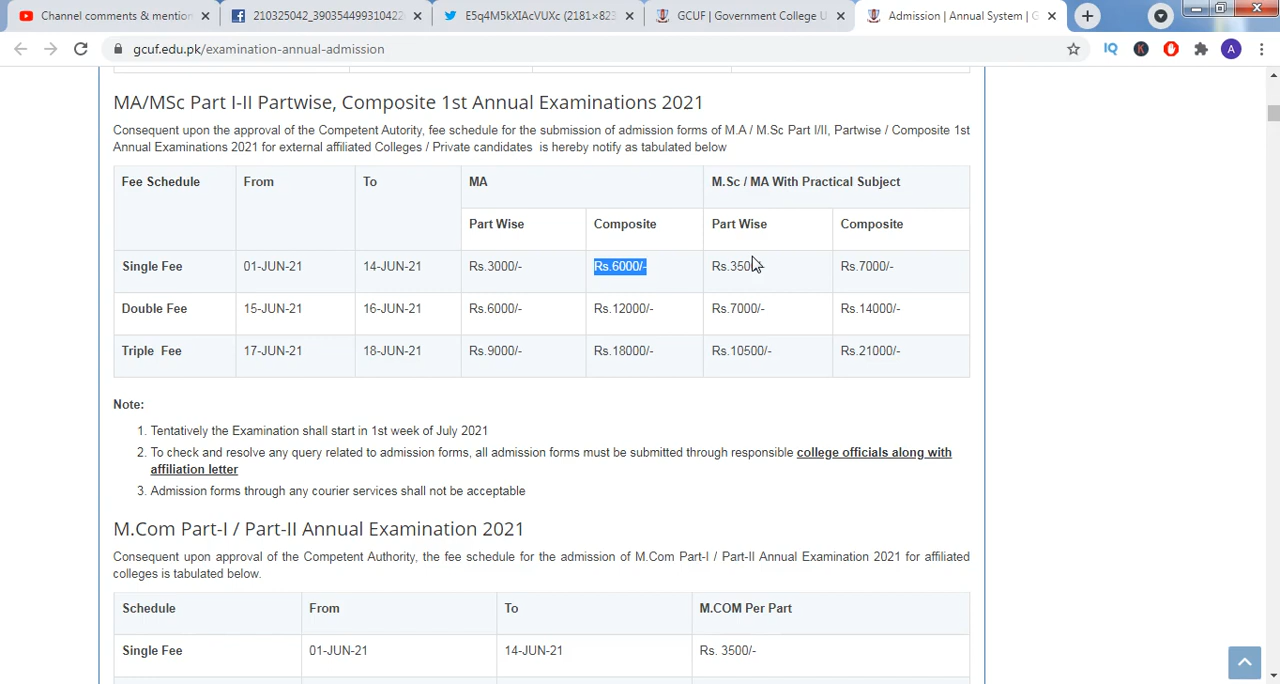 Channel comments & mention
210325042_390354499310422
E5q4M5kXIAcVUXc (2181×823
GCUF | Government College U
Admission | Annual System | G
gcuf.edu.pk/examination-annual-admission
IQ
K
A
MA/MSc Part I-II Partwise, Composite 1st Annual Examinations 2021
Consequent upon the approval of the Competent Autority, fee schedule for the submission of admission forms of M.A / M.Sc Part I/II, Partwise / Composite 1st
Annual Examinations 2021 for external affiliated Colleges / Private candidates is hereby notify as tabulated below
Fee Schedule From To MA M.Sc / MA With Practical Subject
Part Wise Composite Part Wise Composite
Single Fee 01-JUN-21 14-JUN-21 Rs.3000/- Rs.6000/- Rs.3500/- Rs.7000/-
Double Fee 15-JUN-21 16-JUN-21 Rs.6000/- Rs.12000/- Rs.7000/- Rs.14000/-
Triple Fee 17-JUN-21 18-JUN-21 Rs.9000/- Rs.18000/- Rs.10500/- Rs.21000/-
Note:
1. Tentatively the Examination shall start in 1st week of July 2021
2. To check and resolve any query related to admission forms, all admission forms must be submitted through responsible college officials along with
affiliation letter
3. Admission forms through any courier services shall not be acceptable
M.Com Part-I / Part-II Annual Examination 2021
Consequent upon approval of the Competent Authority, the fee schedule for the admission of M.Com Part-I / Part-II Annual Examination 2021 for affiliated
colleges is tabulated below.
Schedule From To M.COM Per Part
Single Fee 01-JUN-21 14-JUN-21 Rs. 3500/-